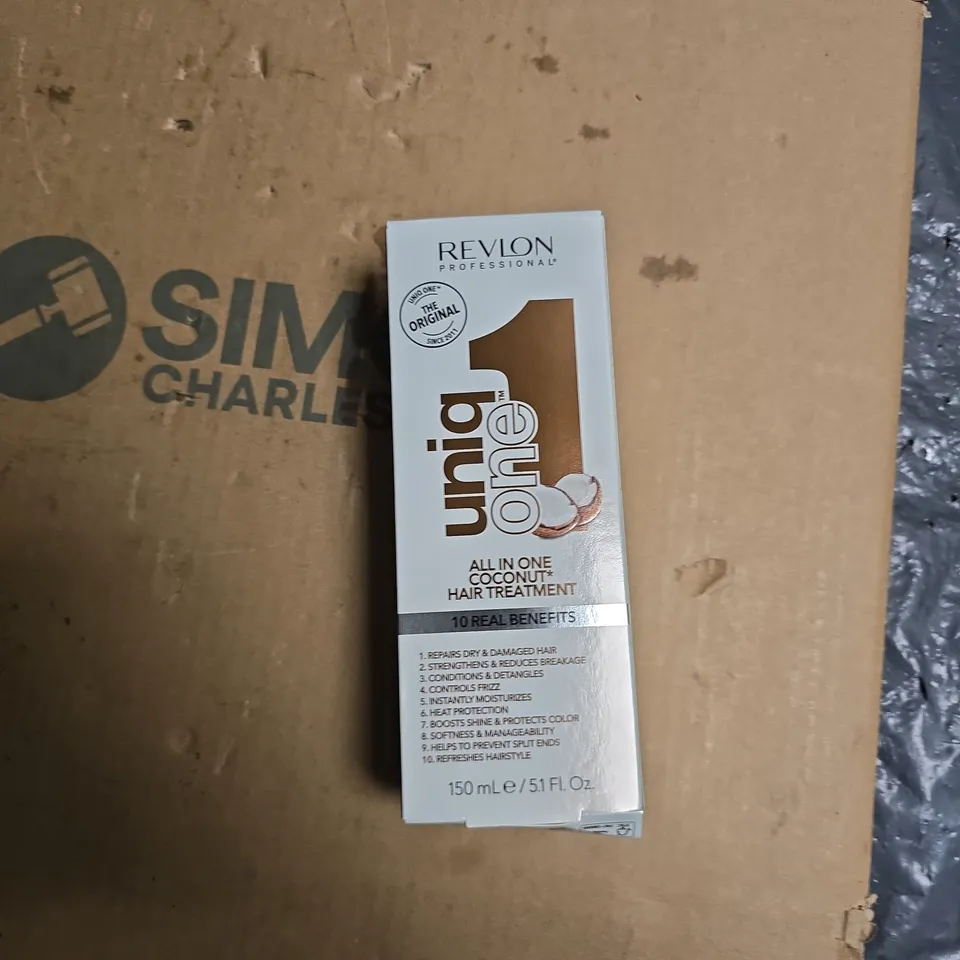 SIM
CHARLES
REVLON
PROFESSIONAL®
UNIQ ONE™
THE
ORIGINAL
SINCE 2011
1
uniq
one™
ALL IN ONE
COCONUT*
HAIR TREATMENT
10 REAL BENEFITS
1. REPAIRS DRY & DAMAGED HAIR
2. STRENGTHENS & REDUCES BREAKAGE
3. CONDITIONS & DETANGLES
4. CONTROLS FRIZZ
5. INSTANTLY MOISTURIZES
6. HEAT PROTECTION
7. BOOSTS SHINE & PROTECTS COLOR
8. SOFTNESS & MANAGEABILITY
9. HELPS TO PREVENT SPLIT ENDS
10. REFRESHES HAIRSTYLE
150 mL e / 5.1 Fl. Oz.